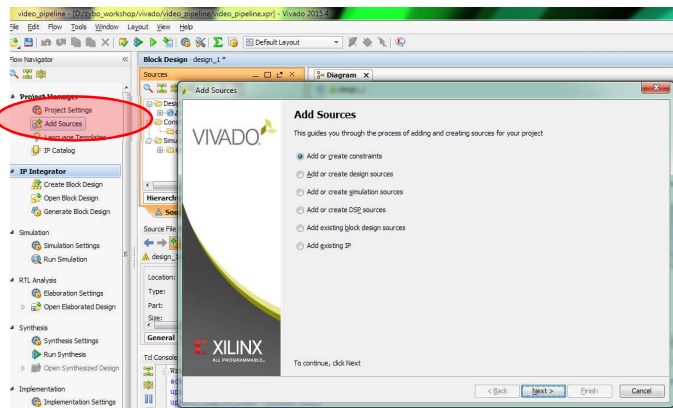 video_pipeline - [D:/zybo_workshop/vivado/video_pipeline/video_pipeline.xpr] - Vivado 2015.4
File Edit Flow Tools Window Layout View Help
Default Layout
Flow Navigator
Project Manager
Project Settings
Add Sources
Language Templates
IP Catalog
IP Integrator
Create Block Design
Open Block Design
Generate Block Design
Simulation
Simulation Settings
Run Simulation
RTL Analysis
Elaboration Settings
Open Elaborated Design
Synthesis
Synthesis Settings
Run Synthesis
Open Synthesized Design
Implementation
Implementation Settings
Block Design - design_1 *
Sources
Diagram
Desig
Cons
Simul
Hierarch
Sou
Source File
design_1
Location:
Type:
Part:
Size:
General
Tcl Console
Add Sources
VIVADO
XILINX
ALL PROGRAMMABLE
Add Sources
This guides you through the process of adding and creating sources for your project
Add or create constraints
Add or create design sources
Add or create simulation sources
Add or create DSP sources
Add existing block design sources
Add existing IP
To continue, click Next
< Back
Next >
Finish
Cancel